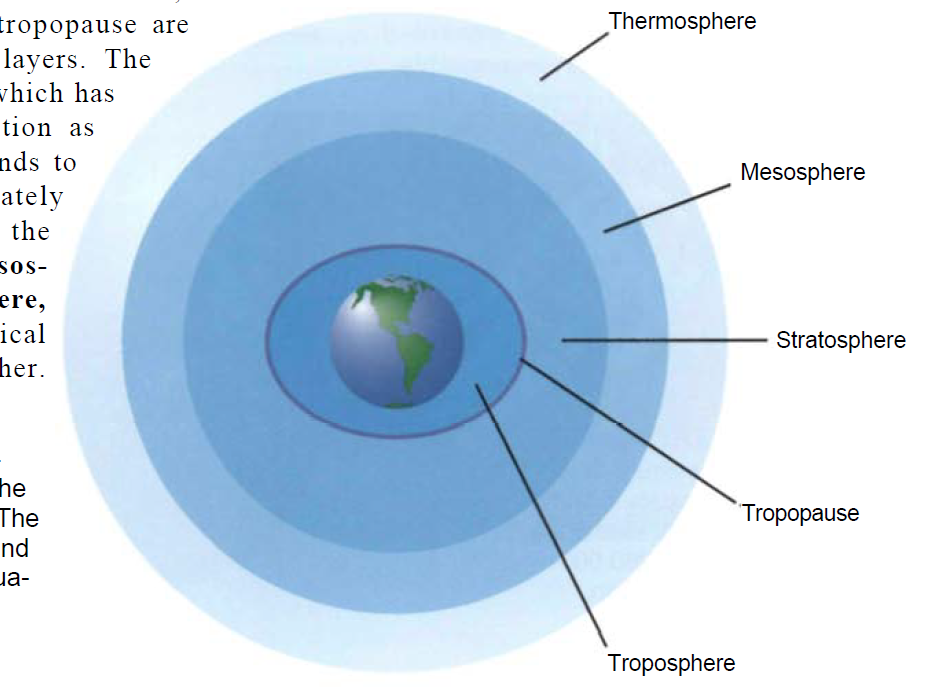 tropopause are
layers. The
which has
tion as
nds to
ately
the
sos-
ere,
ical
her.
he
The
nd
ua-
Thermosphere
Mesosphere
Stratosphere
Tropopause
Troposphere